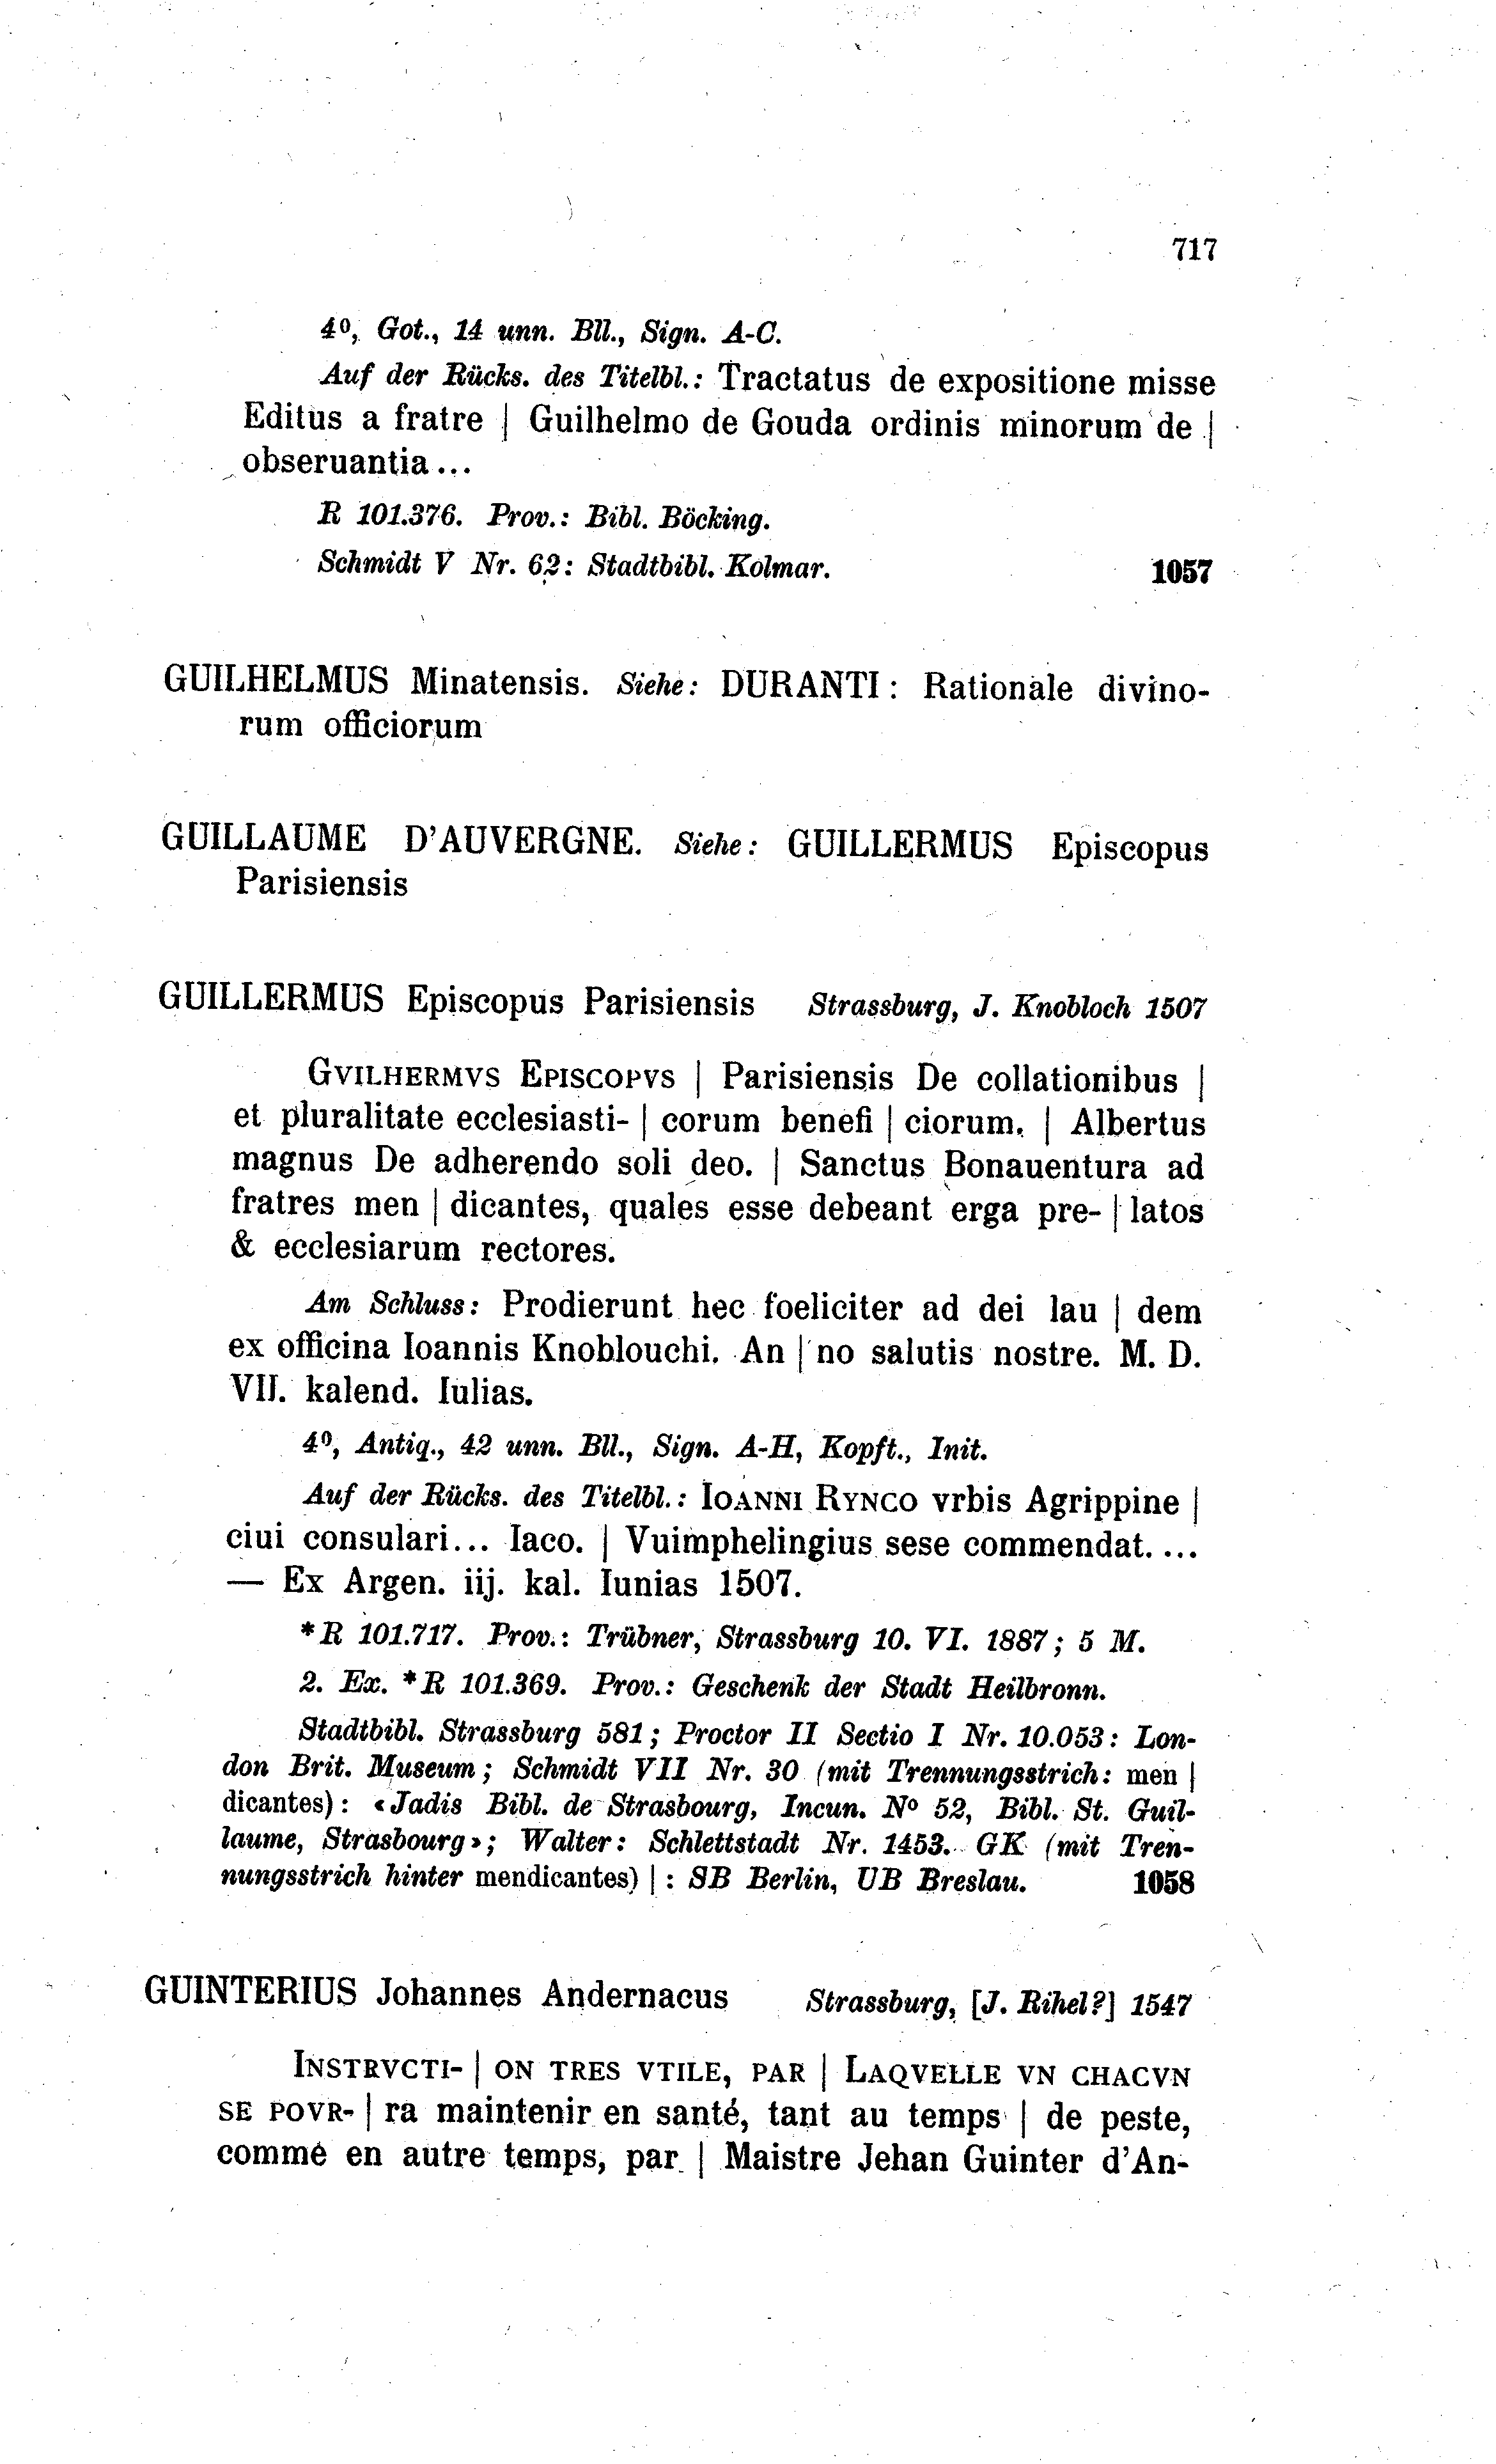 717
4⁰, Got., 14 unn. Bll., Sign. A-C.
Auf der Rücks. des Titelbl.: Tractatus de expositione misse
Editus a fratre | Guilhelmo de Gouda ordinis minorum de |
obseruantia...
R 101.376. Prov.: Bibl. Böcking.
Schmidt V Nr. 62: Stadtbibl. Kolmar. 1057
GUILHELMUS Minatensis. Siehe: DURANTI: Rationale divino-
rum officiorum
GUILLAUME D'AUVERGNE. Siehe: GUILLERMUS Episcopus
Parisiensis
GUILLERMUS Episcopus Parisiensis Strassburg, J. Knobloch 1507
GVILHERMVS EPISCOPVS | Parisiensis De collationibus |
et pluralitate ecclesiasti- | corum benefi | ciorum. | Albertus
magnus De adherendo soli deo. | Sanctus Bonauentura ad
fratres men | dicantes, quales esse debeant erga pre- | latos
& ecclesiarum rectores.
Am Schluss: Prodierunt hec foeliciter ad dei lau | dem
ex officina Ioannis Knoblouchi. An | no salutis nostre. M. D.
VII. kalend. Iulias.
4⁰, Antiq., 42 unn. Bll., Sign. A-H, Kopft., Init.
Auf der Rücks. des Titelbl.: IOANNI RYNCO vrbis Agrippine |
ciui consulari... Iaco. | Vuimphelingius sese commendat. ...
— Ex Argen. iij. kal. Iunias 1507.
*R 101.717. Prov.: Trübner, Strassburg 10. VI. 1887; 5 M.
2. Ex. *R 101.369. Prov.: Geschenk der Stadt Heilbronn.
Stadtbibl. Strassburg 581; Proctor II Sectio I Nr. 10.053: Lon-
don Brit. Museum; Schmidt VII Nr. 30 (mit Trennungsstrich: men |
dicantes): «Jadis Bibl. de Strasbourg, Incun. N⁰ 52, Bibl. St. Guil-
laume, Strasbourg»; Walter: Schlettstadt Nr. 1453. GK (mit Tren-
nungsstrich hinter mendicantes) | : SB Berlin, UB Breslau. 1058
GUINTERIUS Johannes Andernacus Strassburg, [J. Rihel?] 1547
INSTRVCTI- | ON TRES VTILE, PAR | LAQVELLE VN CHACVN
SE POVR- | ra maintenir en santé, tant au temps | de peste,
comme en autre temps, par | Maistre Jehan Guinter d'An-